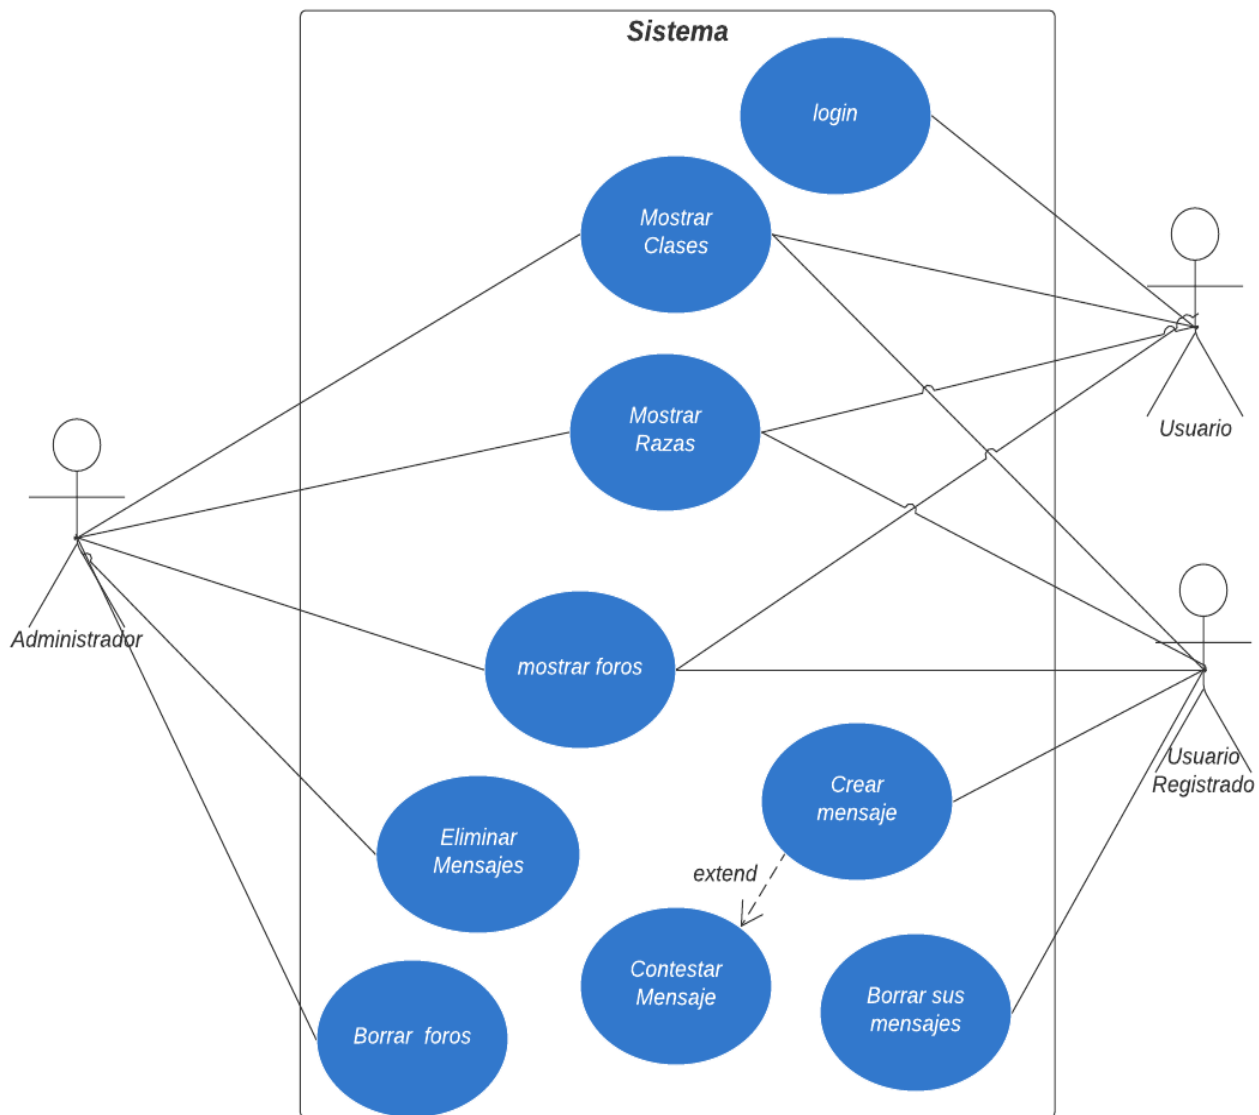 Sistema
login
Mostrar
Clases
Mostrar
Razas
Usuario
Administrador
mostrar foros
Usuario
Registrado
Crear
mensaje
Eliminar
Mensajes
extend
Contestar
Mensaje
Borrar sus
mensajes
Borrar foros